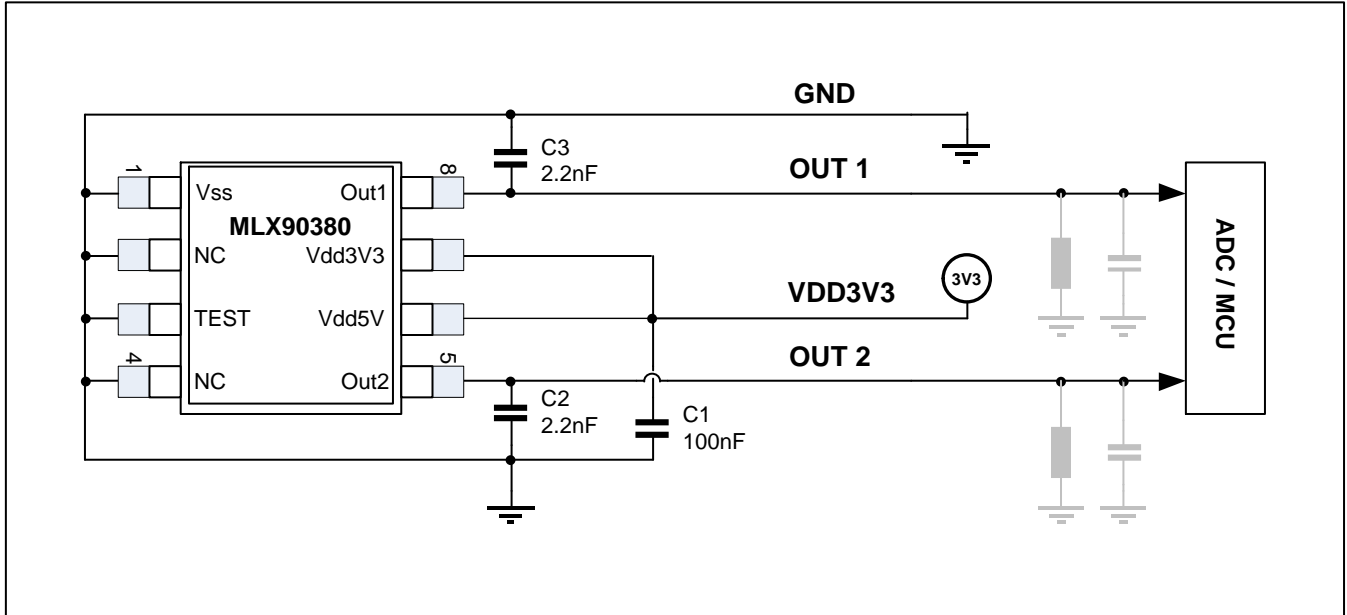 GND
C3
2.2nF
OUT 1
1
8
Vss
Out1
MLX90380
NC
Vdd3V3
3V3
VDD3V3
TEST
Vdd5V
ADC / MCU
OUT 2
4
5
NC
Out2
C2
2.2nF
C1
100nF